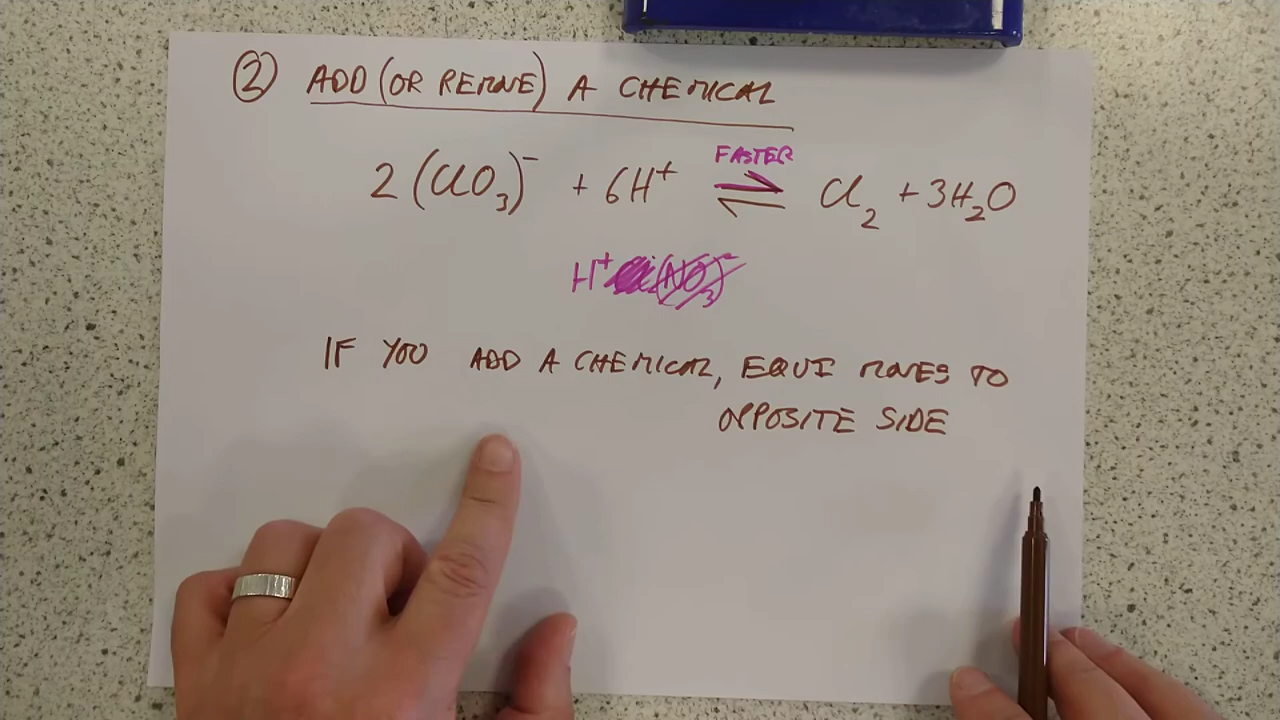 ② ADD (OR REMOVE) A CHEMICAL
FASTER
2 (ClO₃)⁻ + 6H⁺ ⇌ Cl₂ + 3H₂O
H⁺ (NO₃)⁻
IF YOU ADD A CHEMICAL, EQUI MOVES TO
OPPOSITE SIDE